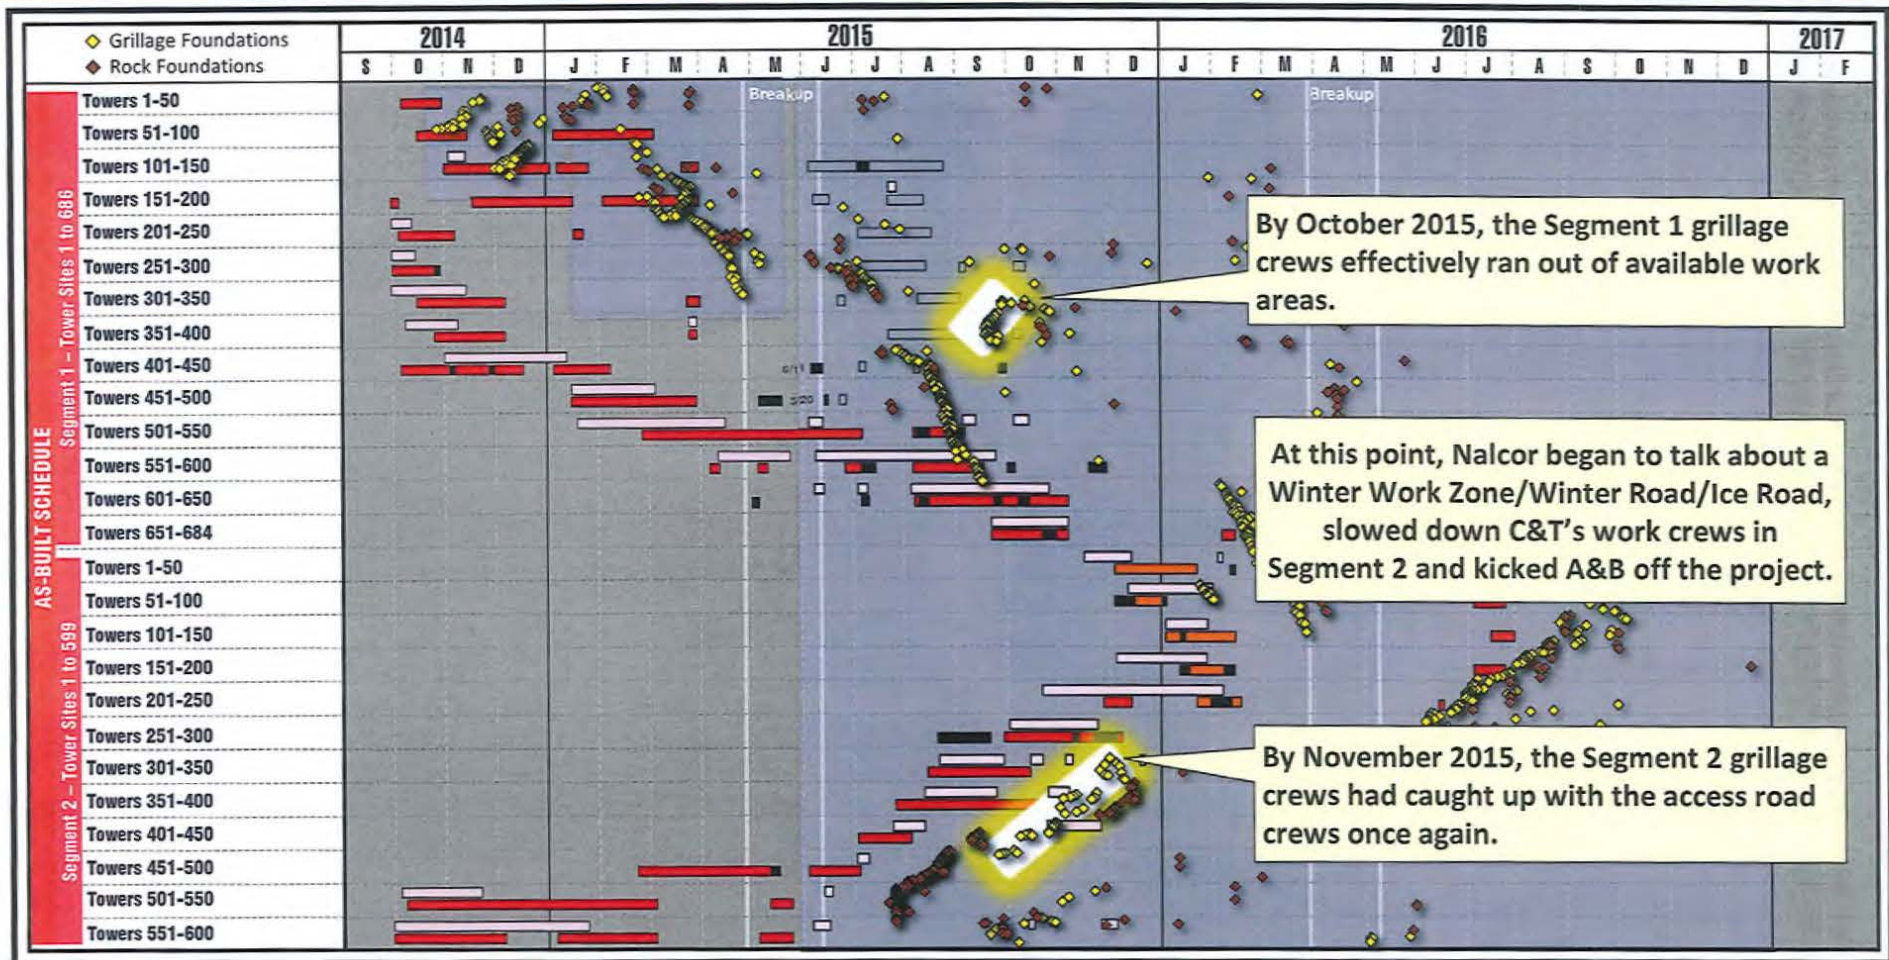 Grillage Foundations
Rock Foundations
2014 2015 2016 2017
S O N D J F M A M J J A S O N D J F M A M J J A S O N D J F
AS-BUILT SCHEDULE
Segment 1 – Tower Sites 1 to 686
Towers 1-50
Breakup Breakup
Towers 51-100
Towers 101-150
Towers 151-200
Towers 201-250
Towers 251-300
Towers 301-350
Towers 351-400
Towers 401-450
Towers 451-500
Towers 501-550
Towers 551-600
Towers 601-650
Towers 651-684
Segment 2 – Tower Sites 1 to 599
Towers 1-50
Towers 51-100
Towers 101-150
Towers 151-200
Towers 201-250
Towers 251-300
Towers 301-350
Towers 351-400
Towers 401-450
Towers 451-500
Towers 501-550
Towers 551-600
By October 2015, the Segment 1 grillage
crews effectively ran out of available work
areas.
At this point, Nalcor began to talk about a
Winter Work Zone/Winter Road/Ice Road,
slowed down C&T's work crews in
Segment 2 and kicked A&B off the project.
By November 2015, the Segment 2 grillage
crews had caught up with the access road
crews once again.